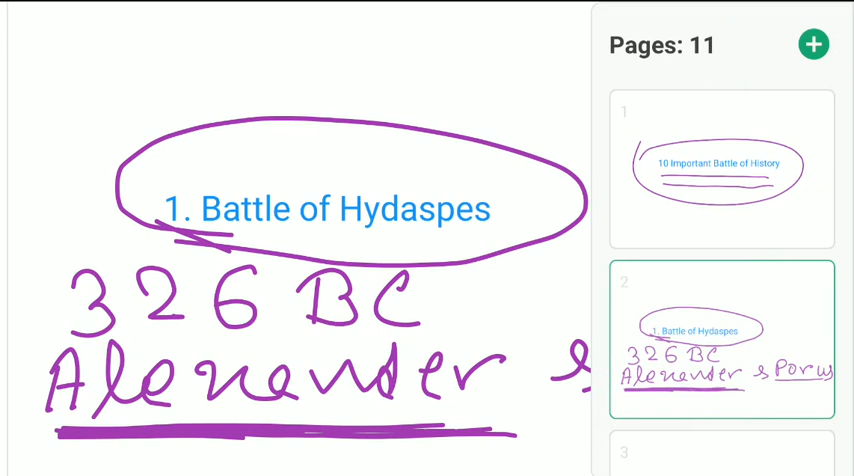 1. Battle of Hydaspes
326 BC
Alexander &
Pages: 11
1
10 Important Battle of History
2
1. Battle of Hydaspes
326 BC
Alexander & Porus
3